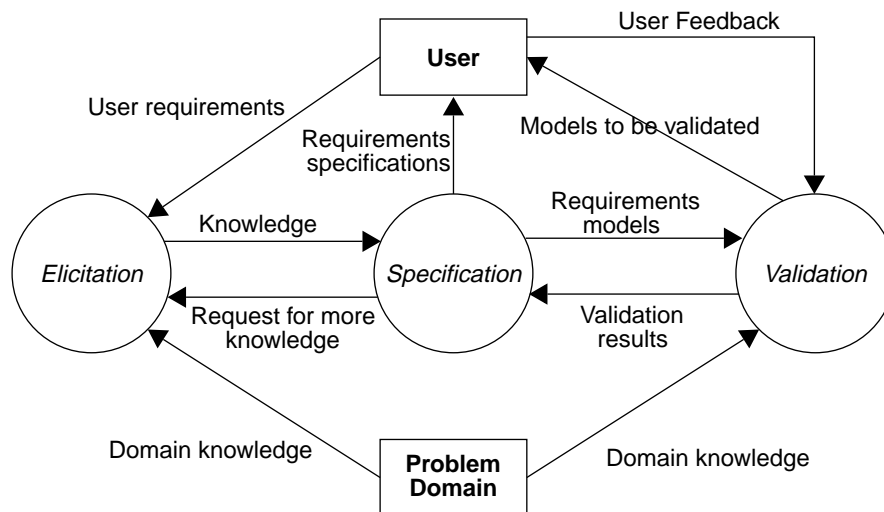 User Feedback
User
User requirements
Requirements
specifications
Models to be validated
Knowledge
Requirements
models
Elicitation
Specification
Validation
Request for more
knowledge
Validation
results
Domain knowledge
Problem
Domain
Domain knowledge